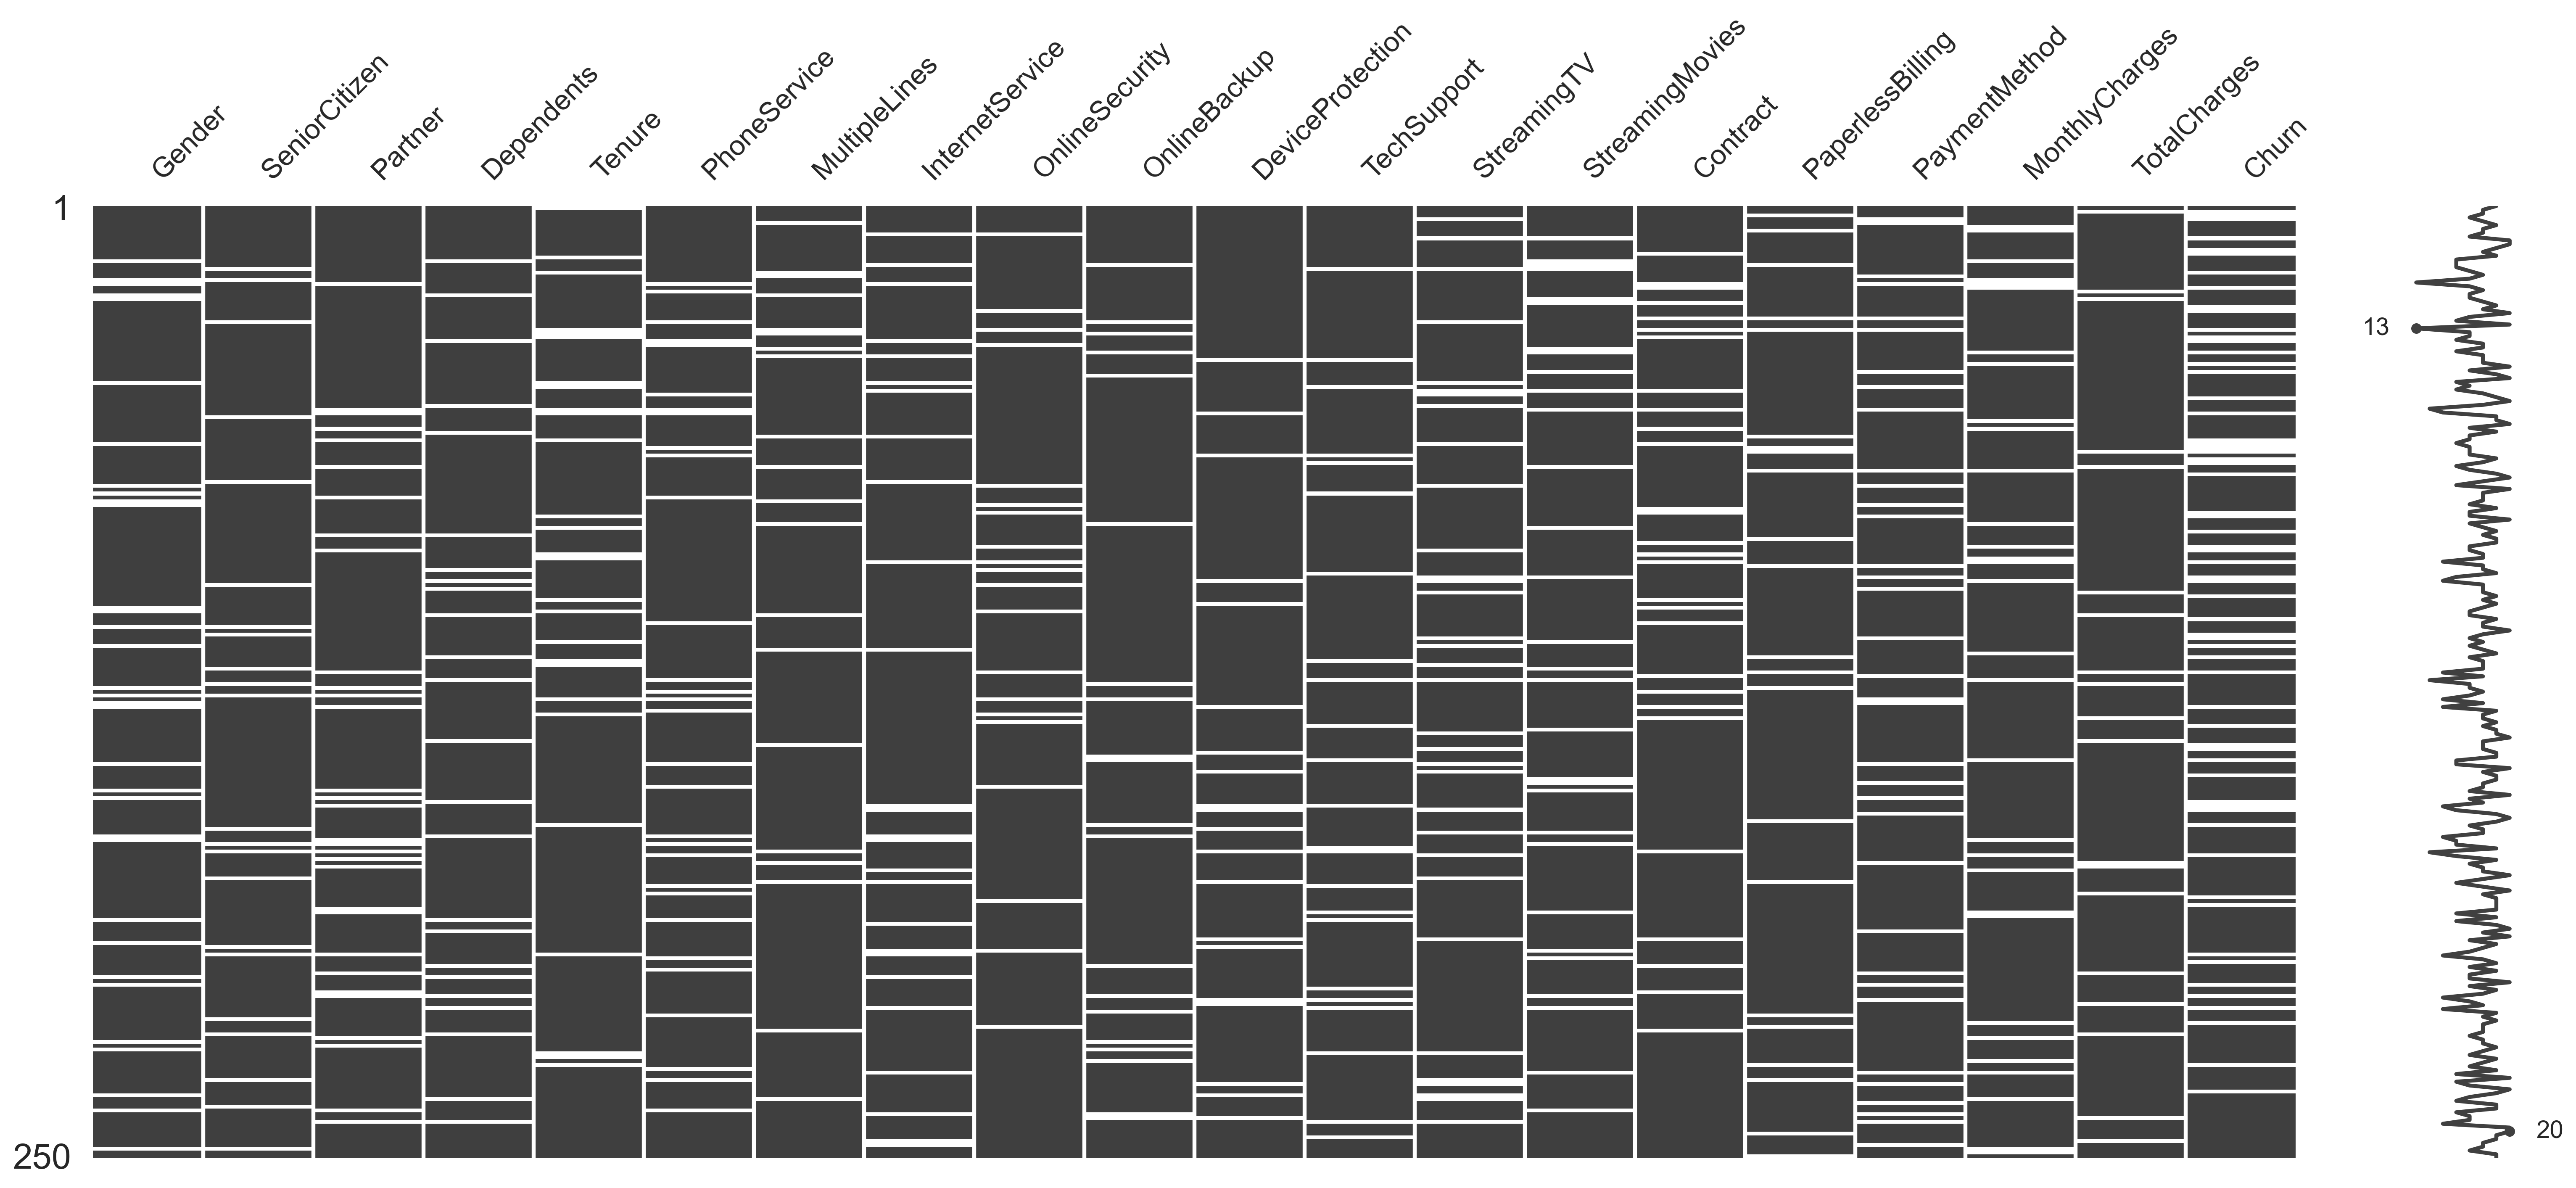 Gender
SeniorCitizen
Partner
Dependents
Tenure
PhoneService
MultipleLines
InternetService
OnlineSecurity
OnlineBackup
DeviceProtection
TechSupport
StreamingTV
StreamingMovies
Contract
PaperlessBilling
PaymentMethod
MonthlyCharges
TotalCharges
Churn
1
13
250
20